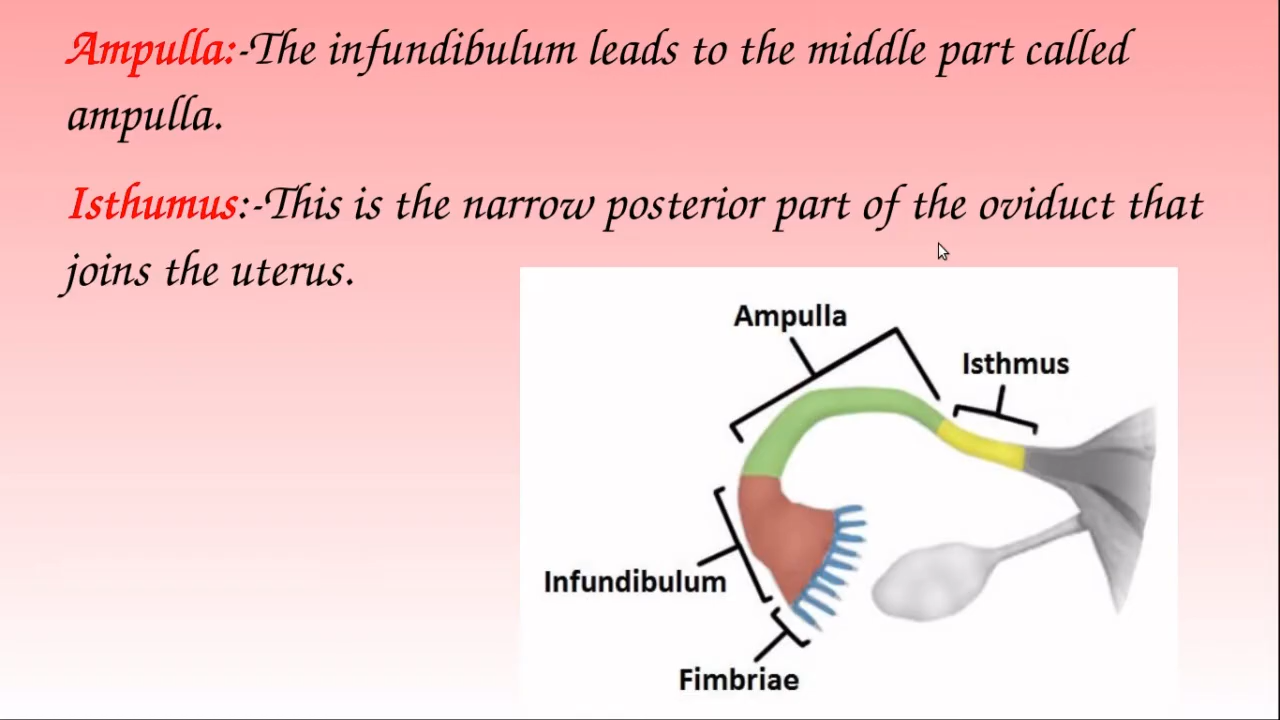 Ampulla:-The infundibulum leads to the middle part called
ampulla.
Isthumus:-This is the narrow posterior part of the oviduct that
joins the uterus.
Ampulla
Isthmus
Infundibulum
Fimbriae